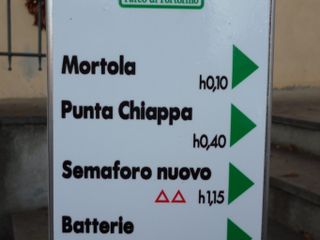 Parco di Portofino
Mortola
h0,10
Punta Chiappa
h0,40
Semaforo nuovo
h1,15
Batterie